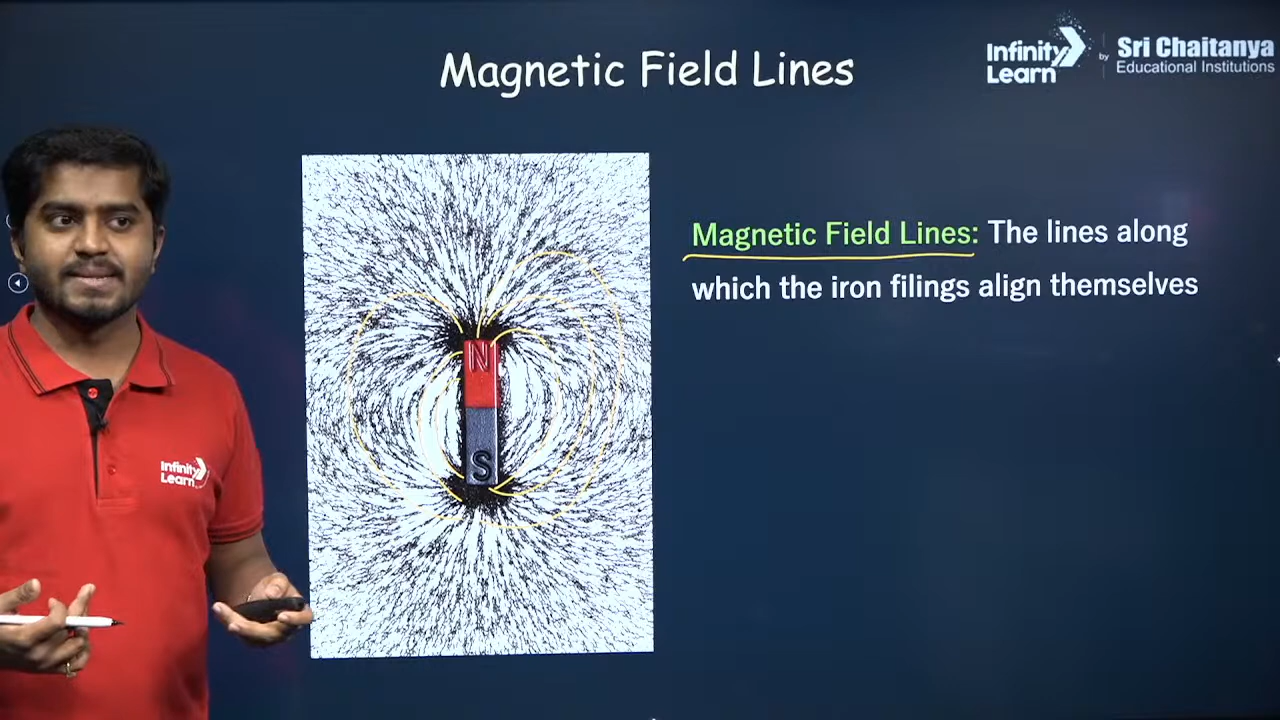 Magnetic Field Lines
Infinity
Learn
by
Sri Chaitanya
Educational Institutions
Magnetic Field Lines: The lines along
which the iron filings align themselves
N
S
Infinity
Learn